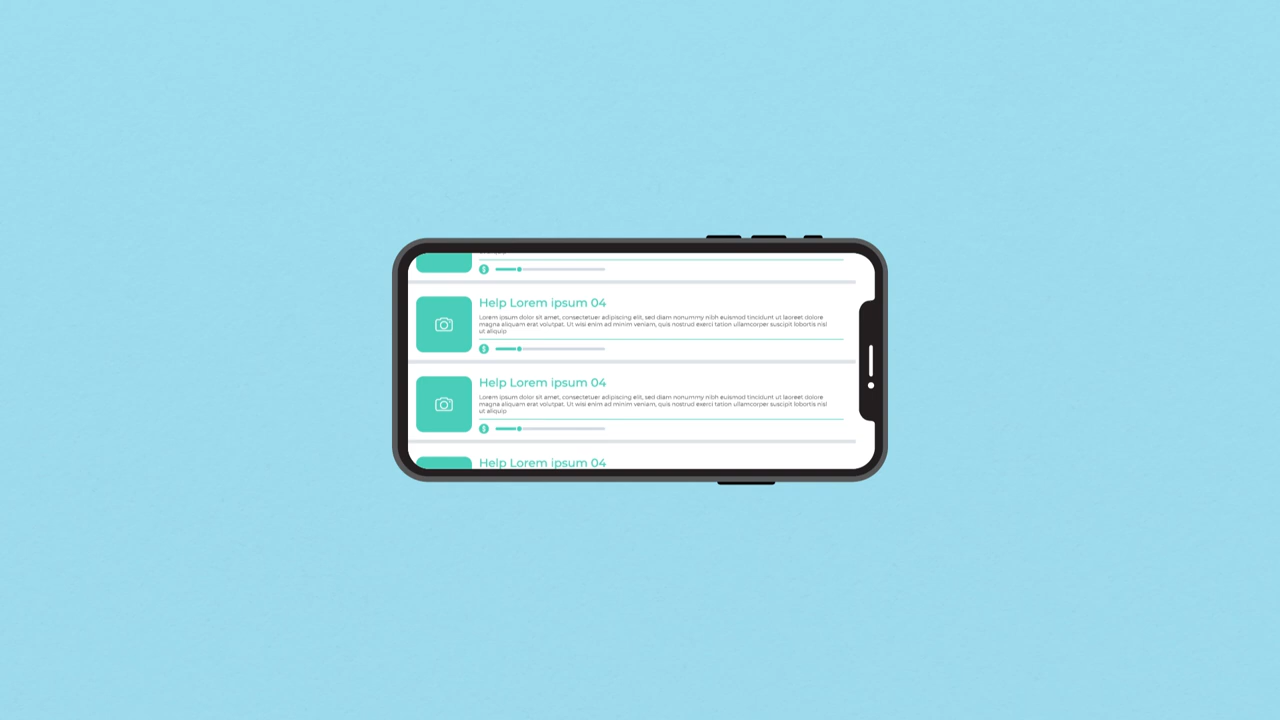 Help Lorem ipsum 04
Lorem ipsum dolor sit amet, consectetuer adipiscing elit, sed diam nonummy nibh euismod tincidunt ut laoreet dolore
magna aliquam erat volutpat. Ut wisi enim ad minim veniam, quis nostrud exerci tation ullamcorper suscipit lobortis nisl
ut aliquip
$
Help Lorem ipsum 04
Lorem ipsum dolor sit amet, consectetuer adipiscing elit, sed diam nonummy nibh euismod tincidunt ut laoreet dolore
magna aliquam erat volutpat. Ut wisi enim ad minim veniam, quis nostrud exerci tation ullamcorper suscipit lobortis nisl
ut aliquip
$
Help Lorem ipsum 04